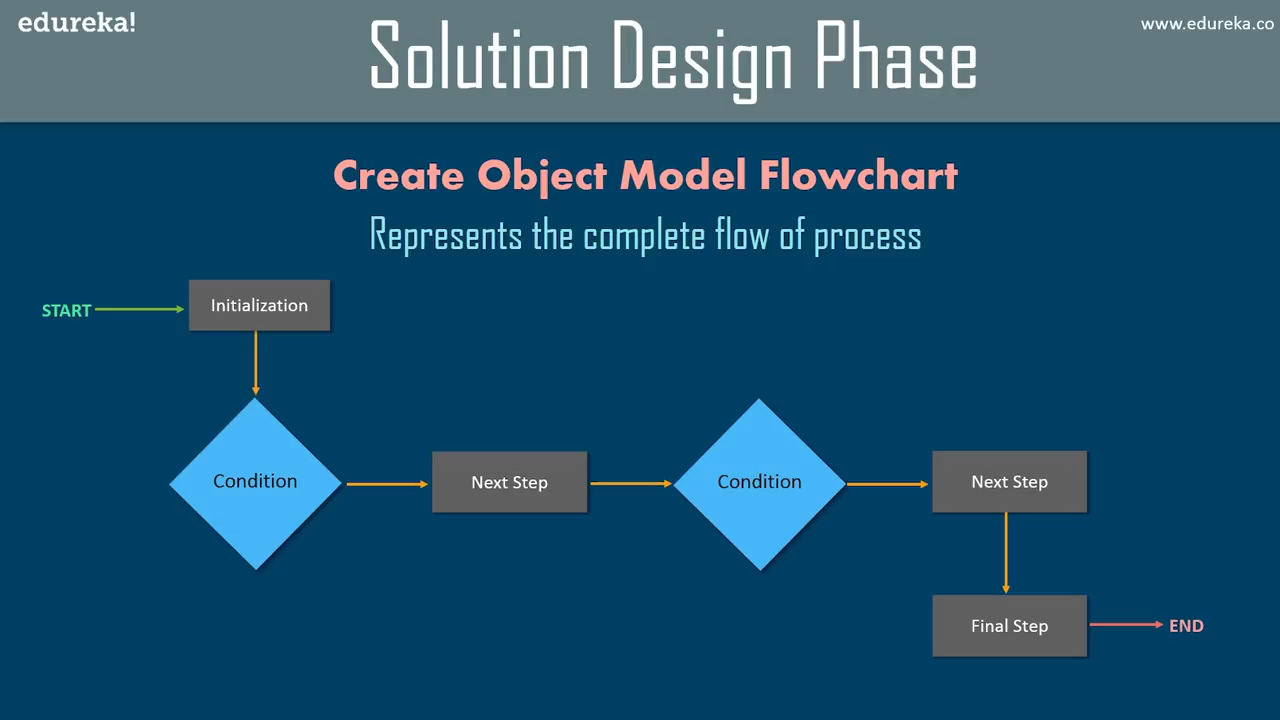 edureka!
www.edureka.co
Solution Design Phase
Create Object Model Flowchart
Represents the complete flow of process
START
Initialization
Condition
Next Step
Condition
Next Step
Final Step
END